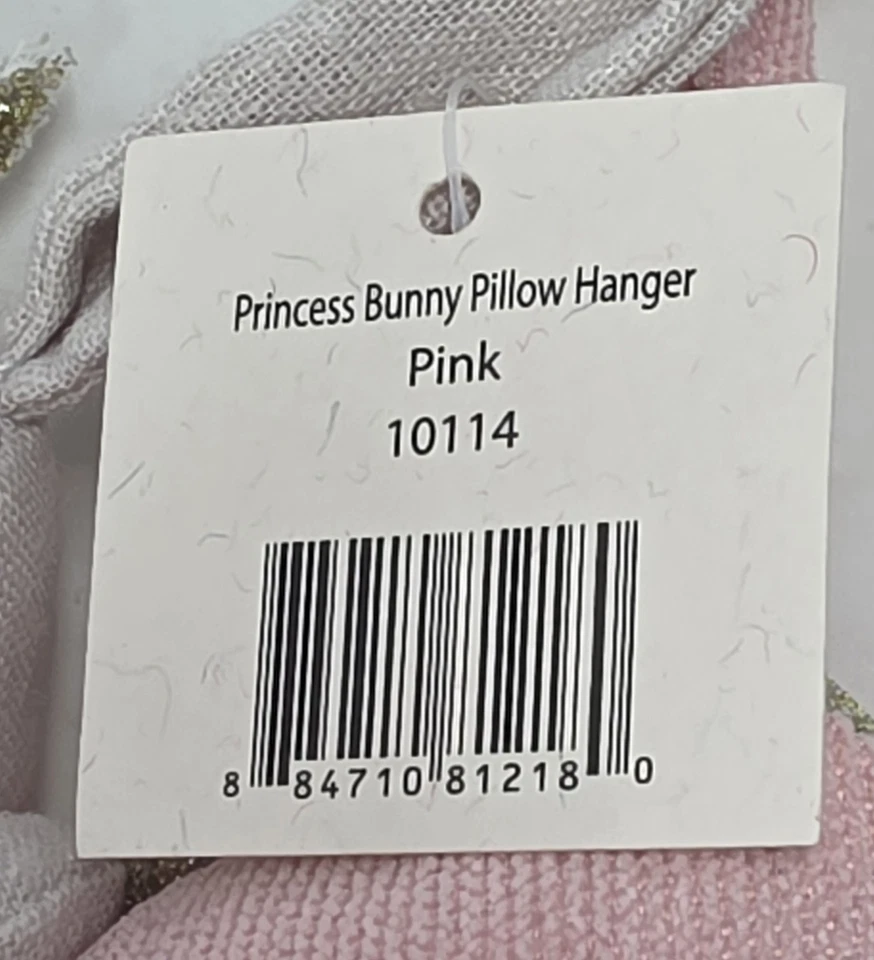 Princess Bunny Pillow Hanger
Pink
10114
8 84710 81218 0